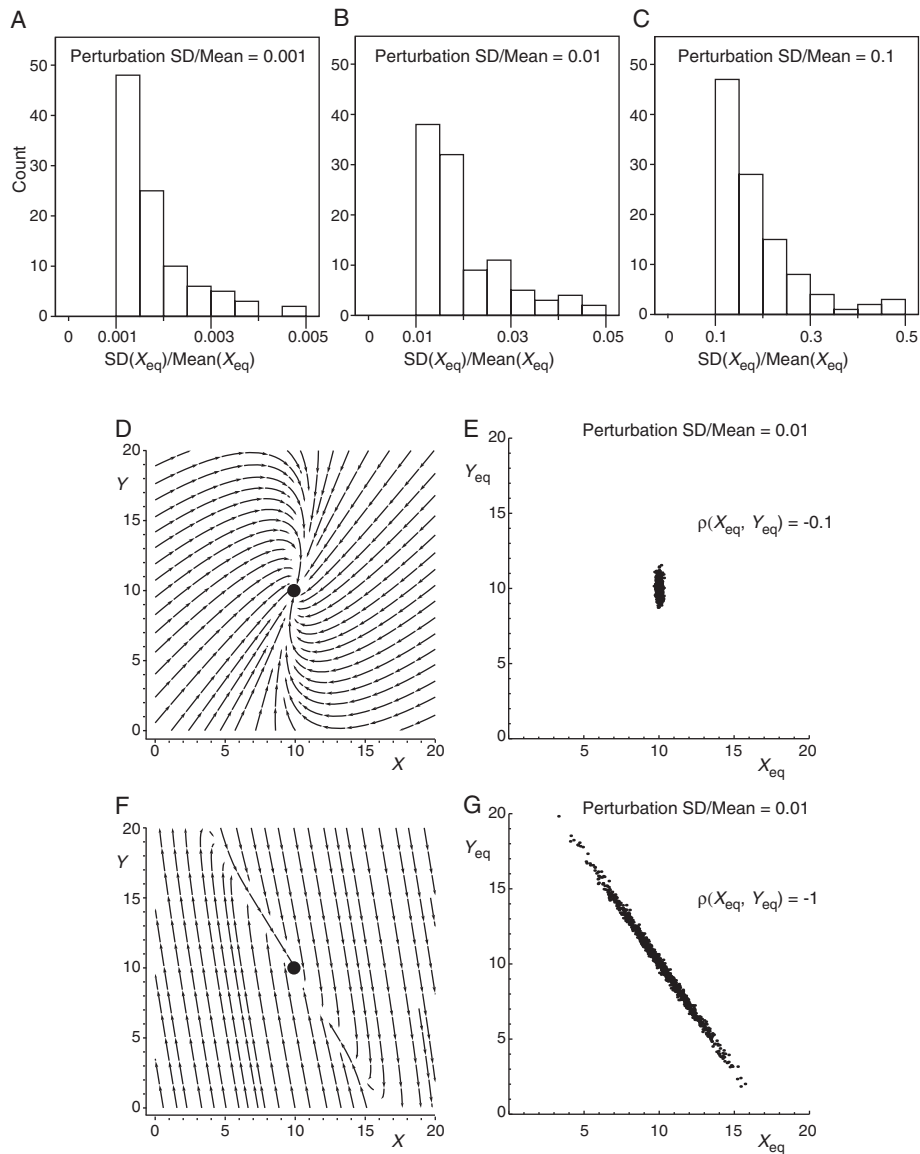 A
Perturbation SD/Mean = 0.001
Count
50
40
30
20
10
0
0
0.001
0.003
0.005
SD(Xeq)/Mean(Xeq)
B
Perturbation SD/Mean = 0.01
50
40
30
20
10
0
0
0.01
0.03
0.05
SD(Xeq)/Mean(Xeq)
C
Perturbation SD/Mean = 0.1
50
40
30
20
10
0
0
0.1
0.3
0.5
SD(Xeq)/Mean(Xeq)
D
20
Y
15
10
5
0
0
5
10
15
20
X
E
Perturbation SD/Mean = 0.01
20
Yeq
15
ρ(Xeq, Yeq) = -0.1
10
5
0
5
10
15
20
Xeq
F
20
Y
15
10
5
0
0
5
10
15
20
X
G
Perturbation SD/Mean = 0.01
20
Yeq
15
ρ(Xeq, Yeq) = -1
10
5
0
5
10
15
20
Xeq